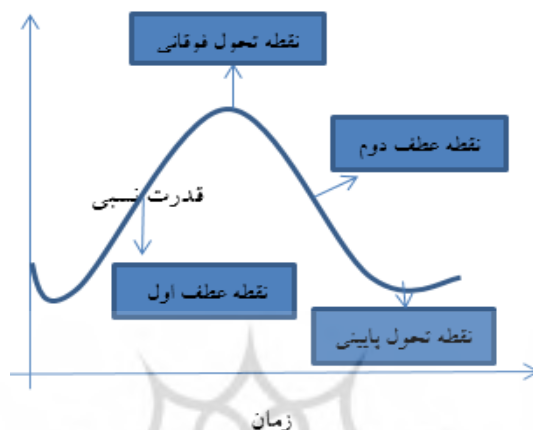 نقطه تحول فوقانی
نقطه عطف دوم
قدرت نسبی
نقطه عطف اول
نقطه تحول پایینی
زمان